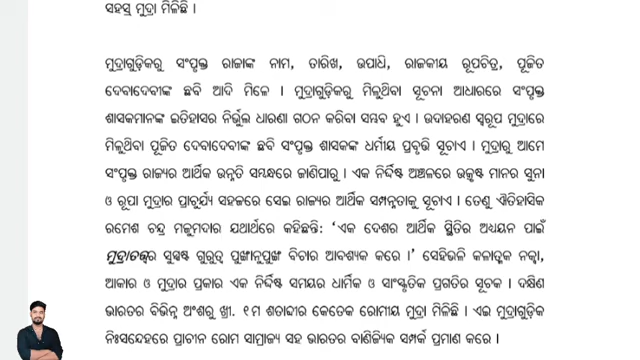 ସହସ୍ର ମୁଦ୍ରା ମିଳିଛି ।
ମୁଦ୍ରାଗୁଡ଼ିକରୁ ସଂପୃକ୍ତ ରାଜାଙ୍କ ନାମ, ତାରିଖ, ଉପାଧି, ରାଜକୀୟ ରୂପଚିତ୍ର, ପୂଜିତ
ଦେବାଦେବୀଙ୍କ ଛବି ଆଦି ମିଳେ । ମୁଦ୍ରାଗୁଡ଼ିକରୁ ମିଳୁଥିବା ସୂଚନା ଆଧାରରେ ସଂପୃକ୍ତ
ଶାସକମାନଙ୍କ ଇତିହାସର ନିର୍ଭୁଲ ଧାରଣା ଗଠନ କରିବା ସମ୍ଭବ ହୁଏ । ଉଦାହରଣ ସ୍ୱରୂପ ମୁଦ୍ରାରେ
ମିଳୁଥିବା ପୂଜିତ ଦେବାଦେବୀଙ୍କ ଛବି ସଂପୃକ୍ତ ଶାସକଙ୍କ ଧର୍ମୀୟ ପ୍ରବୃତ୍ତି ସୂଚାଏ । ମୁଦ୍ରାରୁ ଆମେ
ସଂପୃକ୍ତ ରାଜ୍ୟର ଆର୍ଥିକ ଉନ୍ନତି ସମ୍ବନ୍ଧରେ ଜାଣିପାରୁ । ଏକ ନିର୍ଦ୍ଦିଷ୍ଟ ଅଞ୍ଚଳରେ ଉତ୍କୃଷ୍ଟ ମାନର ସୁନା
ଓ ରୂପା ମୁଦ୍ରାର ପ୍ରାଚୁର୍ଯ୍ୟ ସହଜରେ ସେଇ ରାଜ୍ୟର ଆର୍ଥିକ ସମ୍ପନ୍ନତାକୁ ସୂଚାଏ । ତେଣୁ ଐତିହାସିକ
ରମେଶ ଚନ୍ଦ୍ର ମଜୁମଦାର ଯଥାର୍ଥରେ କହିଛନ୍ତି: ‘ଏକ ଦେଶର ଆର୍ଥିକ ସ୍ଥିତିର ଅଧ୍ୟୟନ ପାଇଁ
ମୁଦ୍ରାତତ୍ତ୍ୱର ସୁସ୍ପଷ୍ଟ ଗୁରୁତ୍ୱ ପୁଙ୍ଖାନୁପୁଙ୍ଖ ବିଚାର ଆବଶ୍ୟକ କରେ ।’ ସେହିଭଳି କଳାତ୍ମକ ନକ୍ସା,
ଆକାର ଓ ମୁଦ୍ରାର ପ୍ରକାର ଏକ ନିର୍ଦ୍ଦିଷ୍ଟ ସମୟର ଧାର୍ମିକ ଓ ସାଂସ୍କୃତିକ ପ୍ରଗତିର ସୂଚକ । ଦକ୍ଷିଣ
ଭାରତର ବିଭିନ୍ନ ଅଂଶରୁ ଖ୍ରୀ. ୧ମ ଶତାବ୍ଦୀର କେତେକ ରୋମୀୟ ମୁଦ୍ରା ମିଳିଛି । ଏଇ ମୁଦ୍ରାଗୁଡ଼ିକ
ନିଃସନ୍ଦେହରେ ପ୍ରାଚୀନ ରୋମ ସାମ୍ରାଜ୍ୟ ସହ ଭାରତର ବାଣିଜ୍ୟିକ ସମ୍ପର୍କ ପ୍ରମାଣ କରେ ।